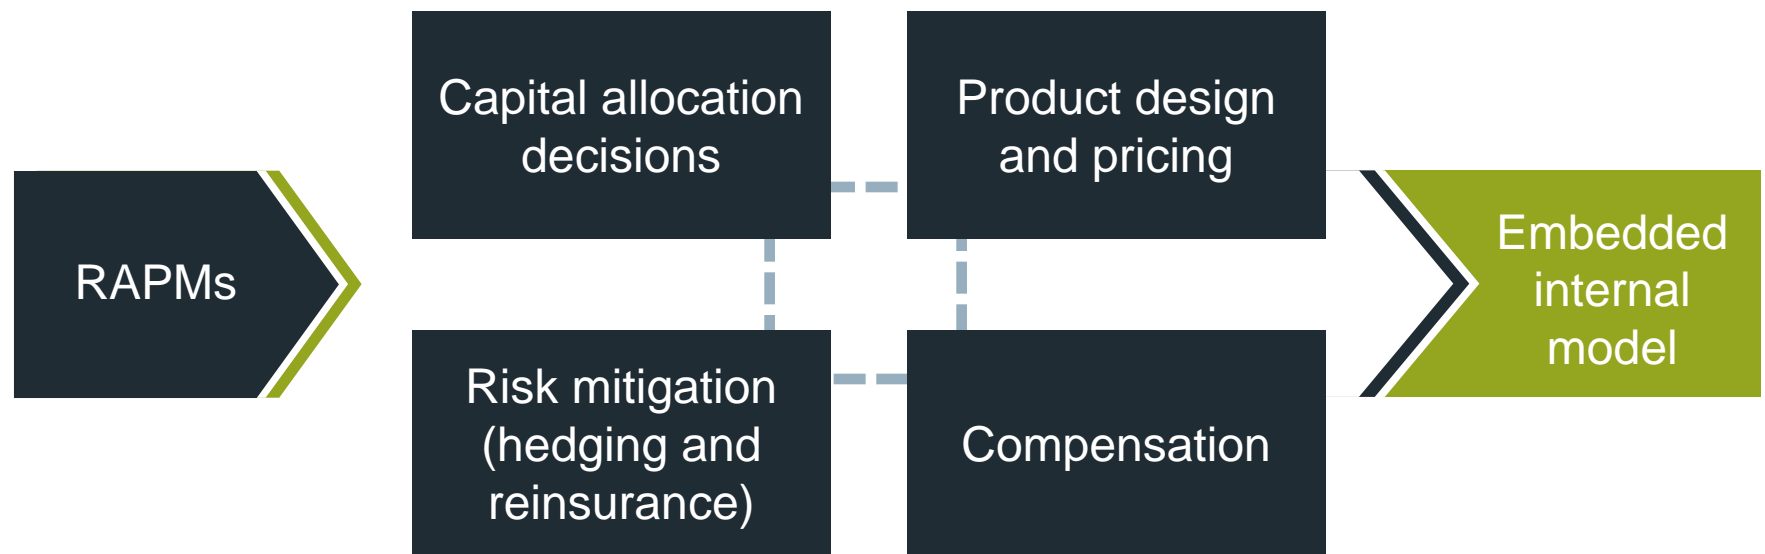 RAPMs
Capital allocation
decisions
Product design
and pricing
Risk mitigation
(hedging and
reinsurance)
Compensation
Embedded
internal
model